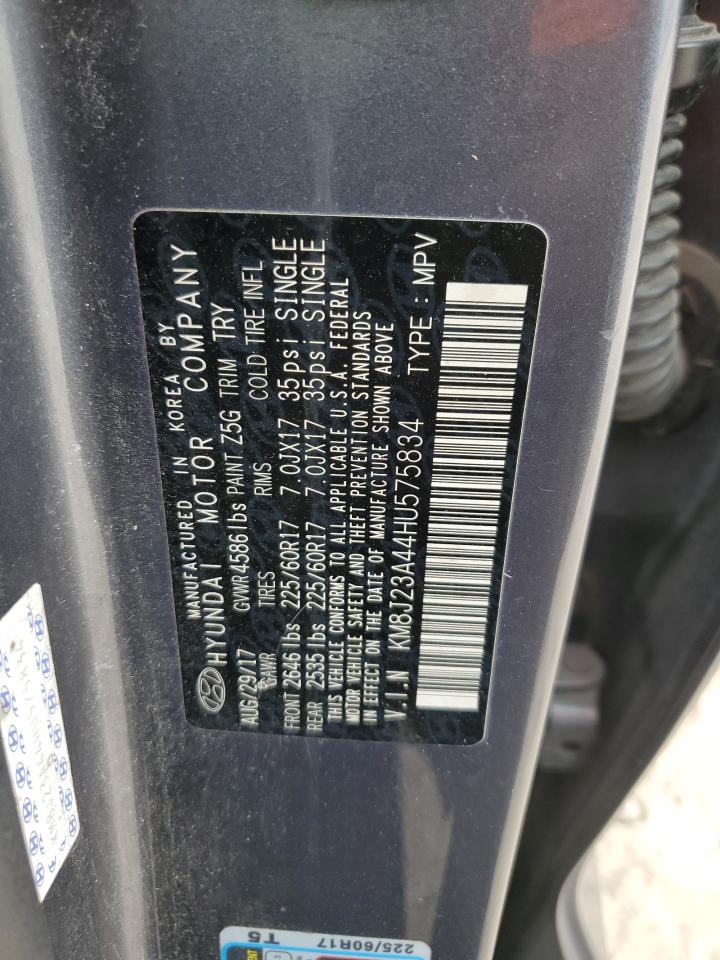 MANUFACTURED IN KOREA BY
HYUNDAI MOTOR COMPANY
AUG/29/17 GVWR 4586 lbs PAINT Z5G TRIM TRY
GAWR TIRES RIMS COLD TIRE INFL
FRONT 2646 lbs 225/60R17 7.0JX17 35psi SINGLE
REAR 2535 lbs 225/60R17 7.0JX17 35psi SINGLE
THIS VEHICLE CONFORMS TO ALL APPLICABLE U.S.A. FEDERAL
MOTOR VEHICLE SAFETY AND THEFT PREVENTION STANDARDS
IN EFFECT ON THE DATE OF MANUFACTURE SHOWN ABOVE
V.I.N KM8J23A44HU575834 TYPE : MPV
225/60R17
T5